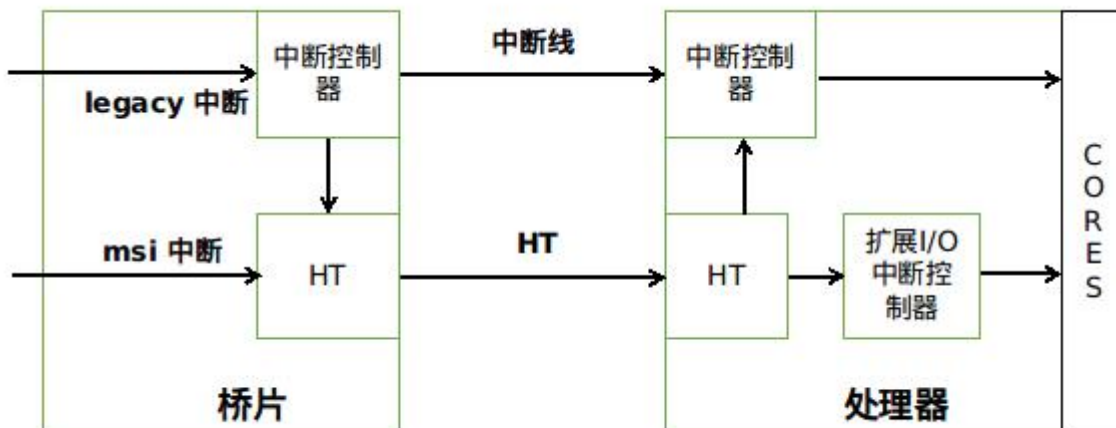 中断控制
器
中断线
中断控制
器
legacy 中断
C
O
R
E
S
msi 中断
HT
HT
HT
扩展I/O
中断控
制器
桥片
处理器